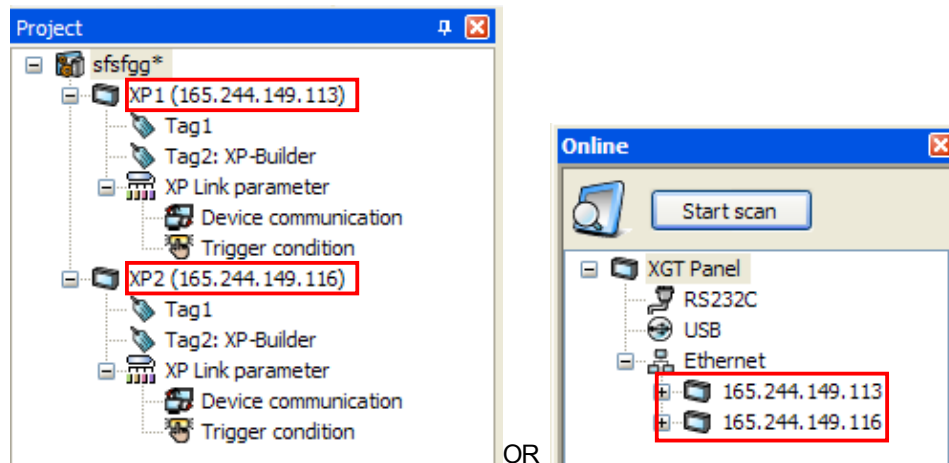 Project
sfsfgg*
XP1 (165.244.149.113)
Tag1
Tag2: XP-Builder
XP Link parameter
Device communication
Trigger condition
XP2 (165.244.149.116)
Tag1
Tag2: XP-Builder
XP Link parameter
Device communication
Trigger condition
OR
Online
Start scan
XGT Panel
RS232C
USB
Ethernet
165.244.149.113
165.244.149.116